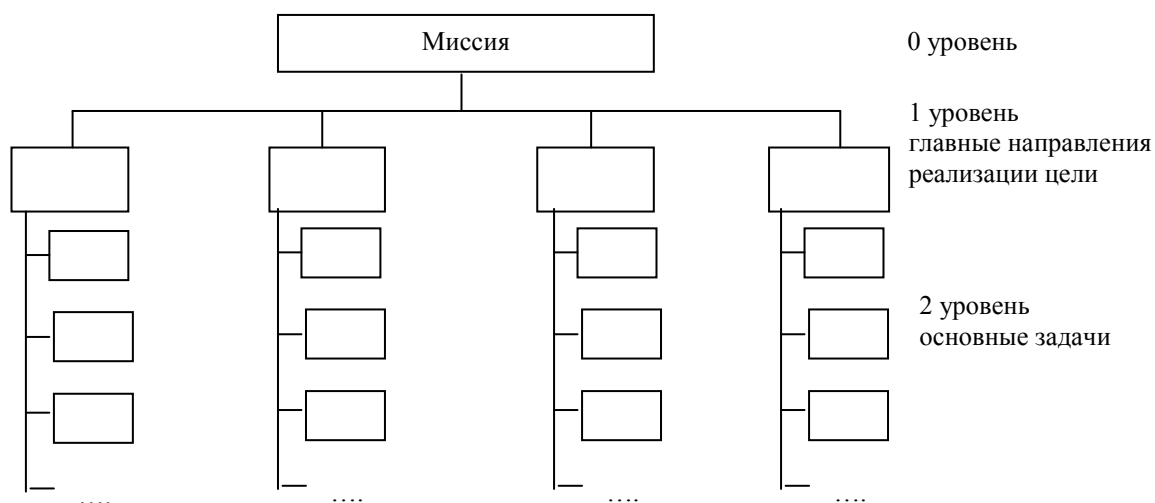 Миссия
0 уровень
1 уровень
главные направления
реализации цели
2 уровень
основные задачи
….
….
….
….